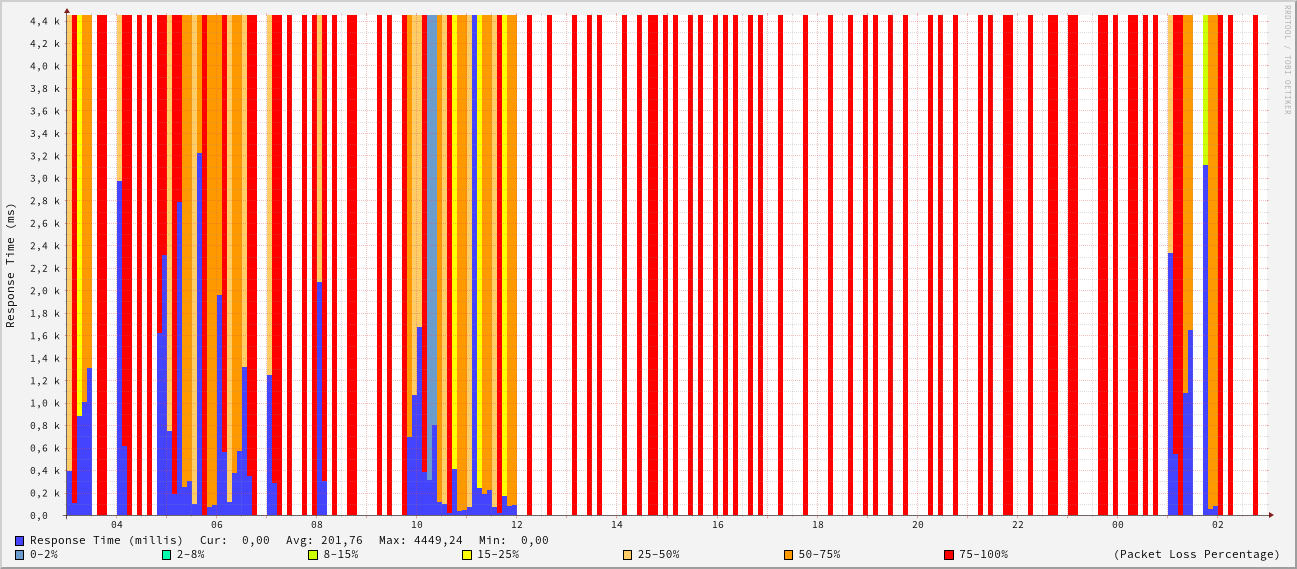 RRDTOOL / TOBI OETIKER
Response Time (ms)
4,4 k
4,2 k
4,0 k
3,8 k
3,6 k
3,4 k
3,2 k
3,0 k
2,8 k
2,6 k
2,4 k
2,2 k
2,0 k
1,8 k
1,6 k
1,4 k
1,2 k
1,0 k
0,8 k
0,6 k
0,4 k
0,2 k
0,0
04 06 08 10 12 14 16 18 20 22 00 02
Response Time (millis) Cur: 0,00 Avg: 201,76 Max: 4449,24 Min: 0,00
0-2% 2-8% 8-15% 15-25% 25-50% 50-75% 75-100% (Packet Loss Percentage)